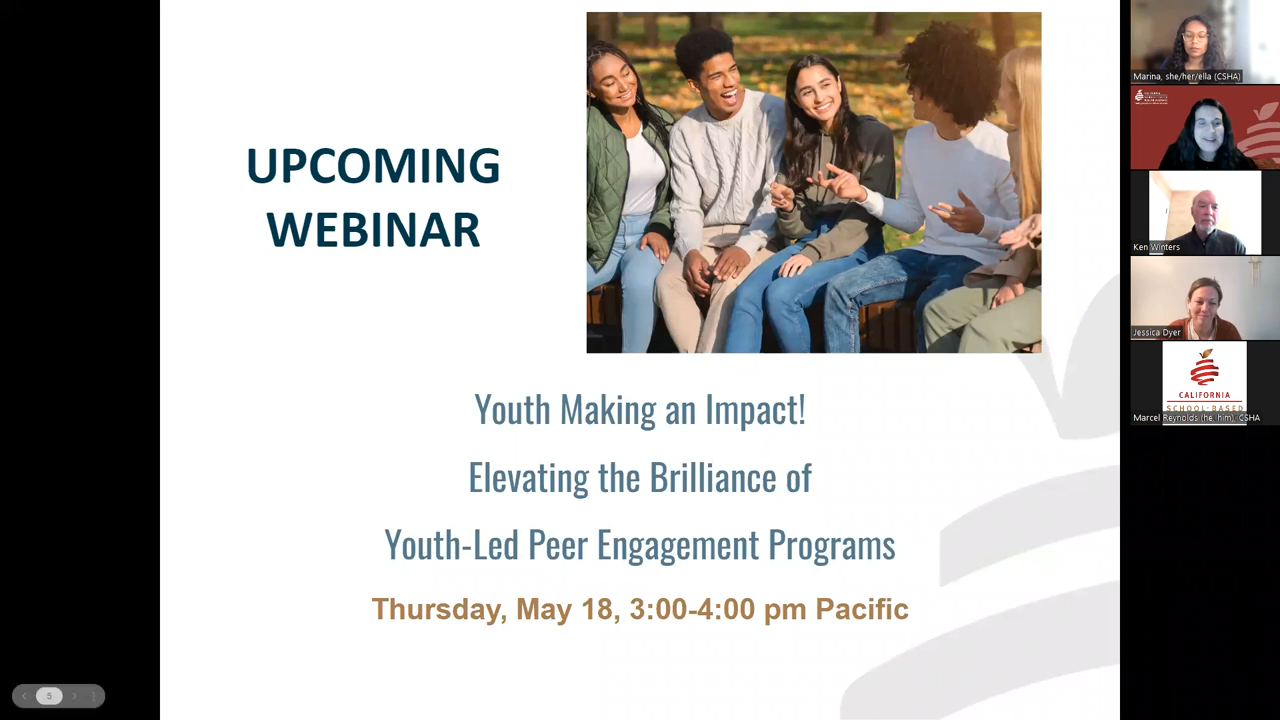 UPCOMING
WEBINAR
Youth Making an Impact!
Elevating the Brilliance of
Youth-Led Peer Engagement Programs
Thursday, May 18, 3:00-4:00 pm Pacific
5
Marina, she/her/ella (CSHA)
CALIFORNIA
Ken Winters
Jessica Dyer
CALIFORNIA
SCHOOL-BASED
Marcel Reynolds (he, him), CSHA